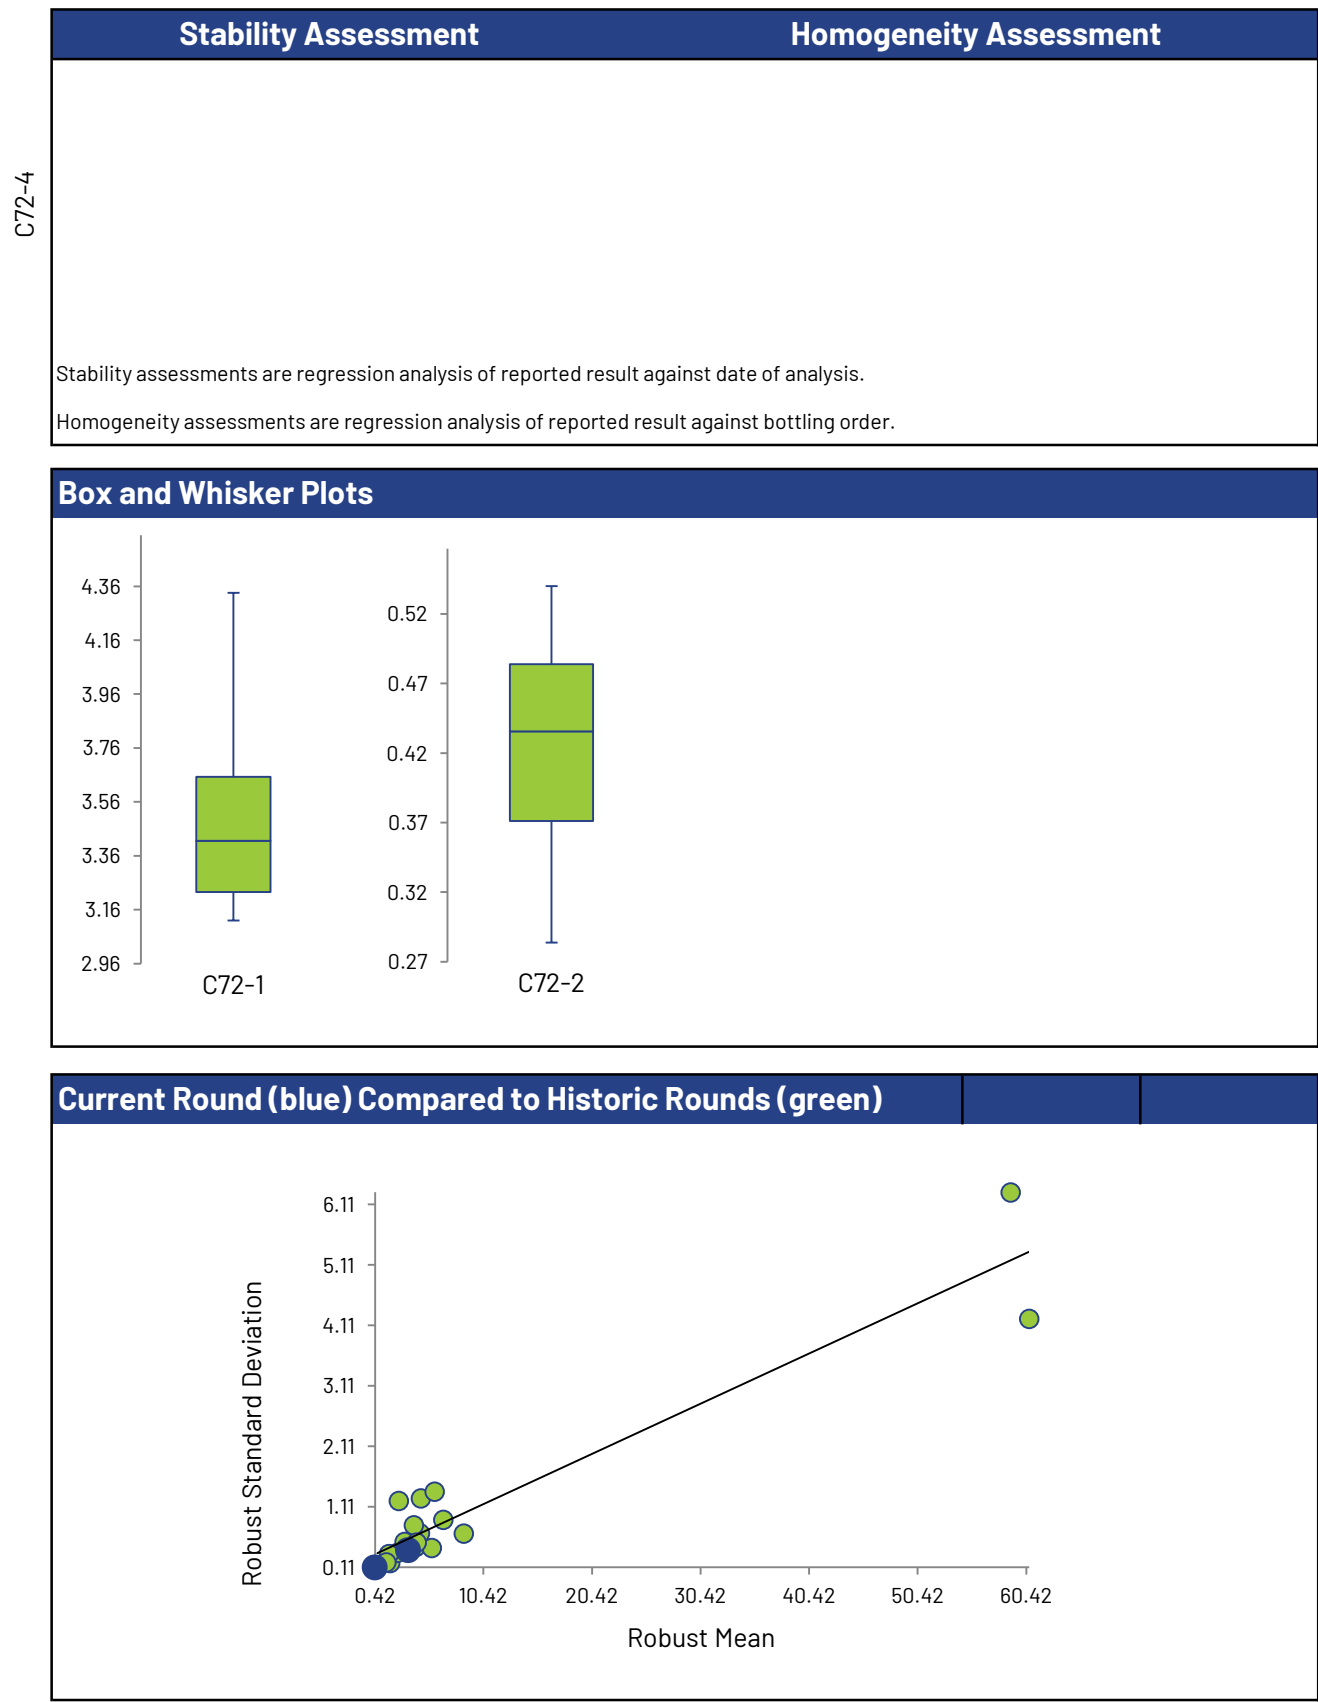 Stability Assessment
Homogeneity Assessment
C72-4
Stability assessments are regression analysis of reported result against date of analysis.
Homogeneity assessments are regression analysis of reported result against bottling order.
Box and Whisker Plots
4.36
4.16
3.96
3.76
3.56
3.36
3.16
2.96
C72-1
0.52
0.47
0.42
0.37
0.32
0.27
C72-2
Current Round (blue) Compared to Historic Rounds (green)
Robust Standard Deviation
6.11
5.11
4.11
3.11
2.11
1.11
0.11
0.42 10.42 20.42 30.42 40.42 50.42 60.42
Robust Mean